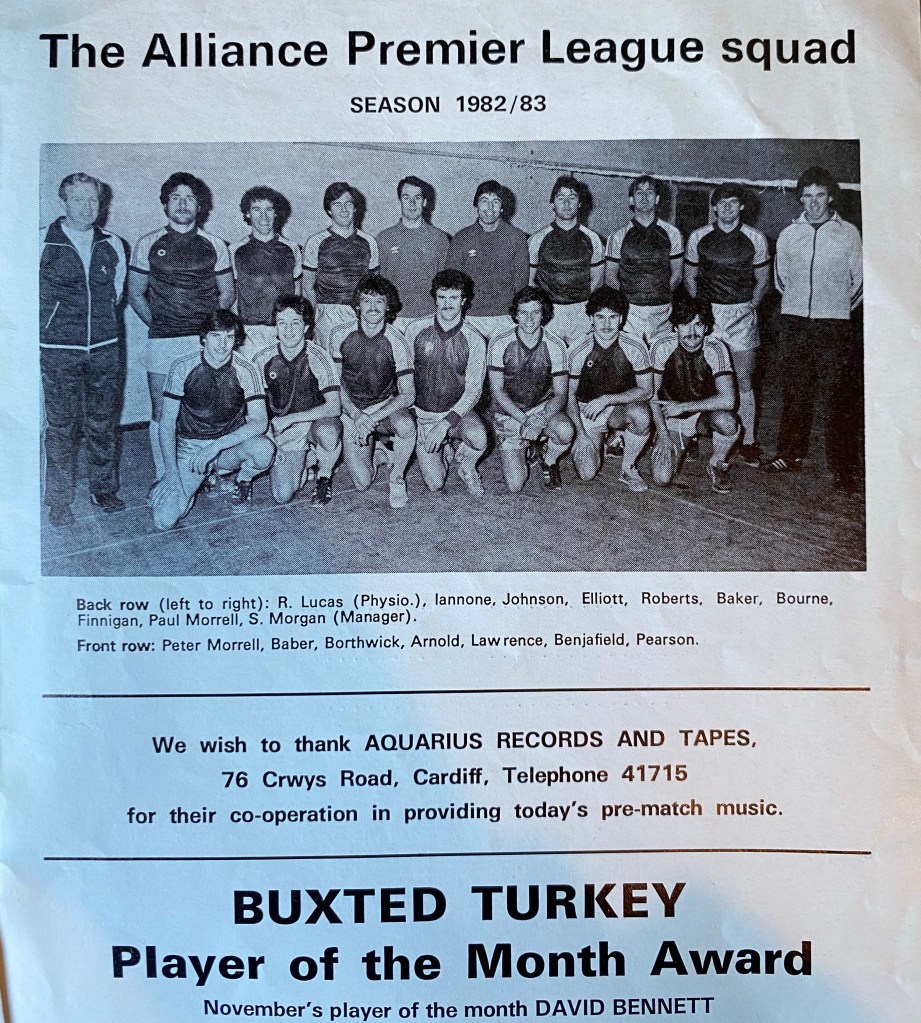 The Alliance Premier League squad
SEASON 1982/83
Back row (left to right): R. Lucas (Physio.), Iannone, Johnson, Elliott, Roberts, Baker, Bourne,
Finnigan, Paul Morrell, S. Morgan (Manager).
Front row: Peter Morrell, Baber, Borthwick, Arnold, Lawrence, Benjafield, Pearson.
We wish to thank AQUARIUS RECORDS AND TAPES,
76 Crwys Road, Cardiff, Telephone 41715
for their co-operation in providing today's pre-match music.
BUXTED TURKEY
Player of the Month Award
November's player of the month DAVID BENNETT